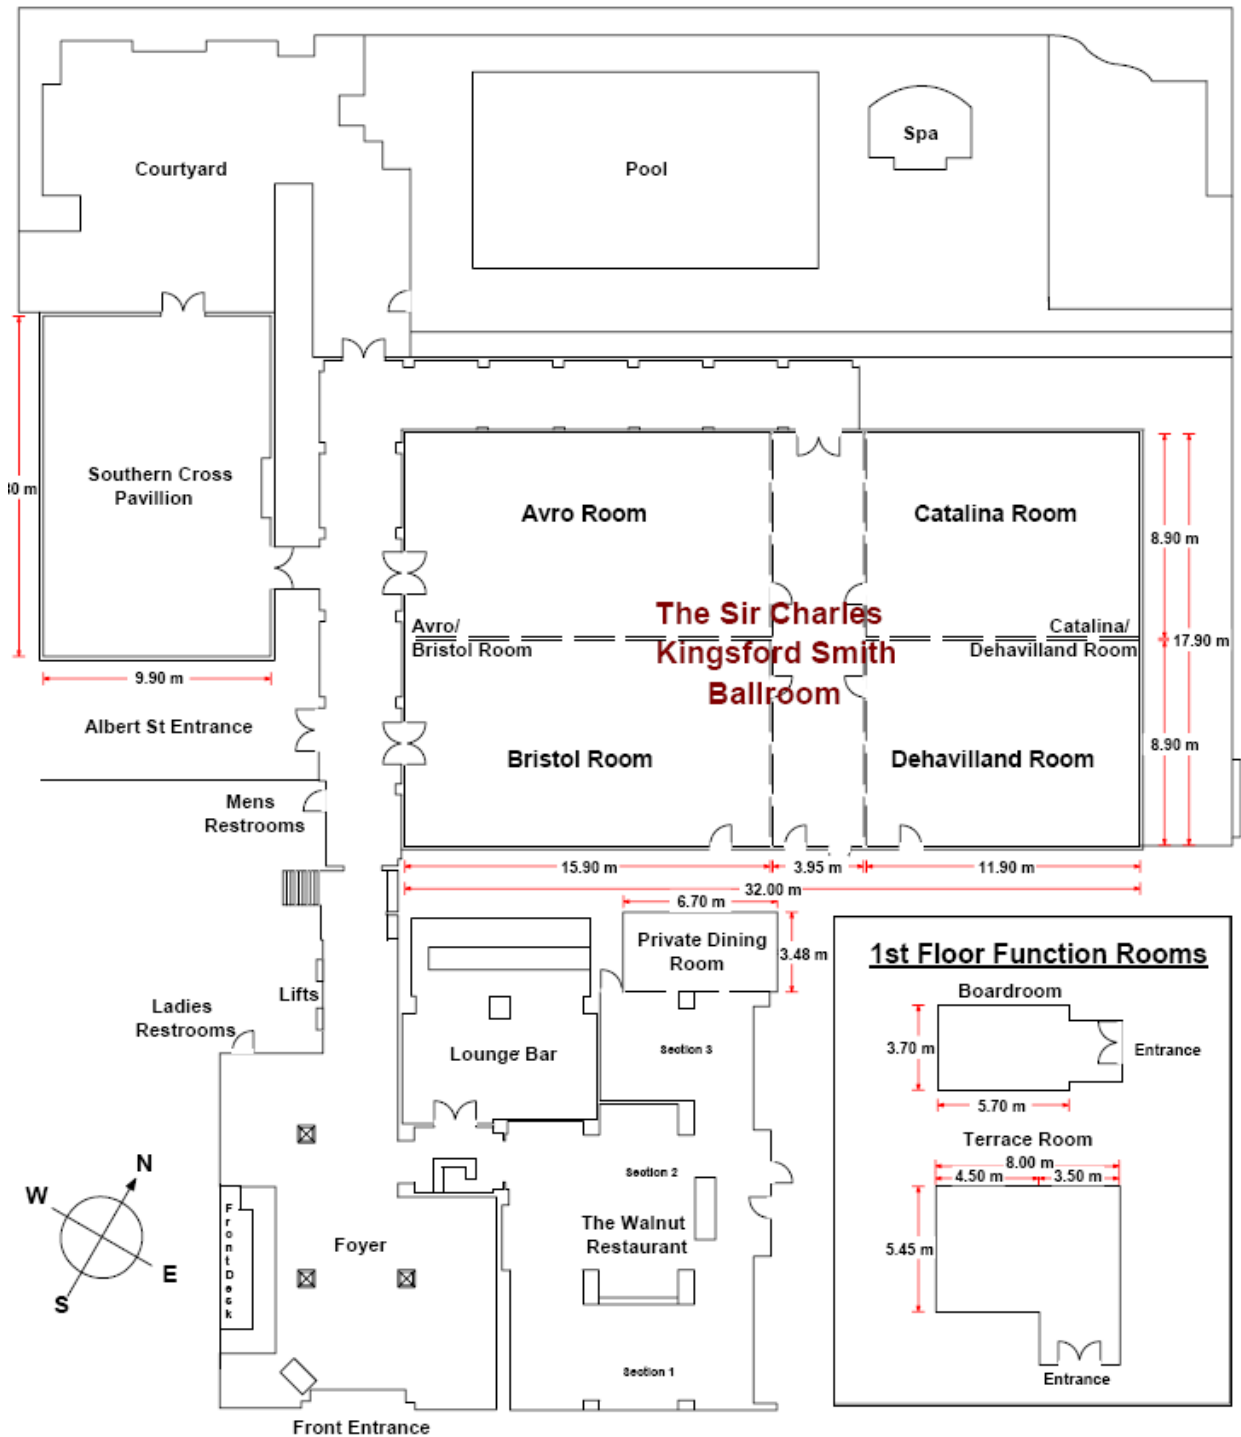 Courtyard
Pool
Spa
Southern Cross
Pavillion
9.90 m
Albert St Entrance
Avro Room
Catalina Room
8.90 m
The Sir Charles
Kingsford Smith
Ballroom
Avro/
Bristol Room
Catalina/
Dehavilland Room
17.90 m
Bristol Room
Dehavilland Room
8.90 m
Mens
Restrooms
15.90 m
3.95 m
11.90 m
32.00 m
6.70 m
Private Dining
Room
3.48 m
Lifts
Ladies
Restrooms
Lounge Bar
Section 3
Section 2
The Walnut
Restaurant
Section 1
Foyer
Front Desk
Front Entrance
N
W
E
S
1st Floor Function Rooms
Boardroom
3.70 m
Entrance
5.70 m
Terrace Room
8.00 m
4.50 m
3.50 m
5.45 m
Entrance